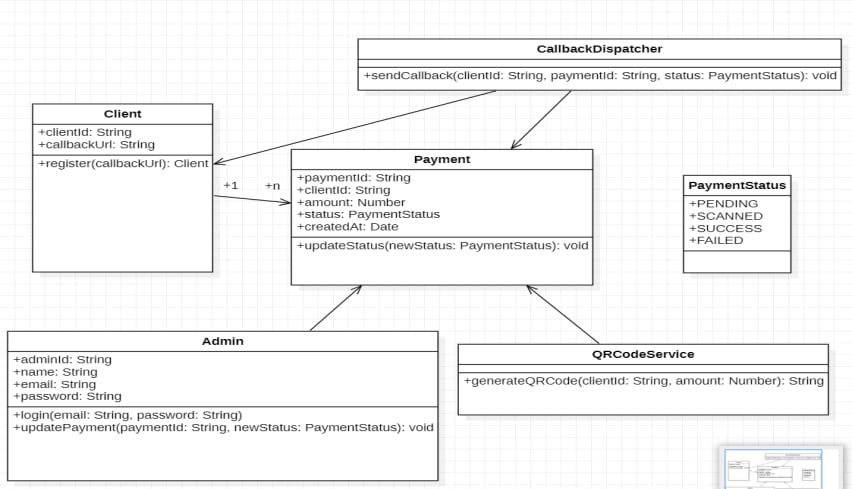 CallbackDispatcher
+sendCallback(clientId: String, paymentId: String, status: PaymentStatus): void
Client
+clientId: String
+callbackUrl: String
+register(callbackUrl): Client
+1
+n
Payment
+paymentId: String
+clientId: String
+amount: Number
+status: PaymentStatus
+createdAt: Date
+updateStatus(newStatus: PaymentStatus): void
PaymentStatus
+PENDING
+SCANNED
+SUCCESS
+FAILED
Admin
+adminId: String
+name: String
+email: String
+password: String
+login(email: String, password: String)
+updatePayment(paymentId: String, newStatus: PaymentStatus): void
QRCodeService
+generateQRCode(clientId: String, amount: Number): String